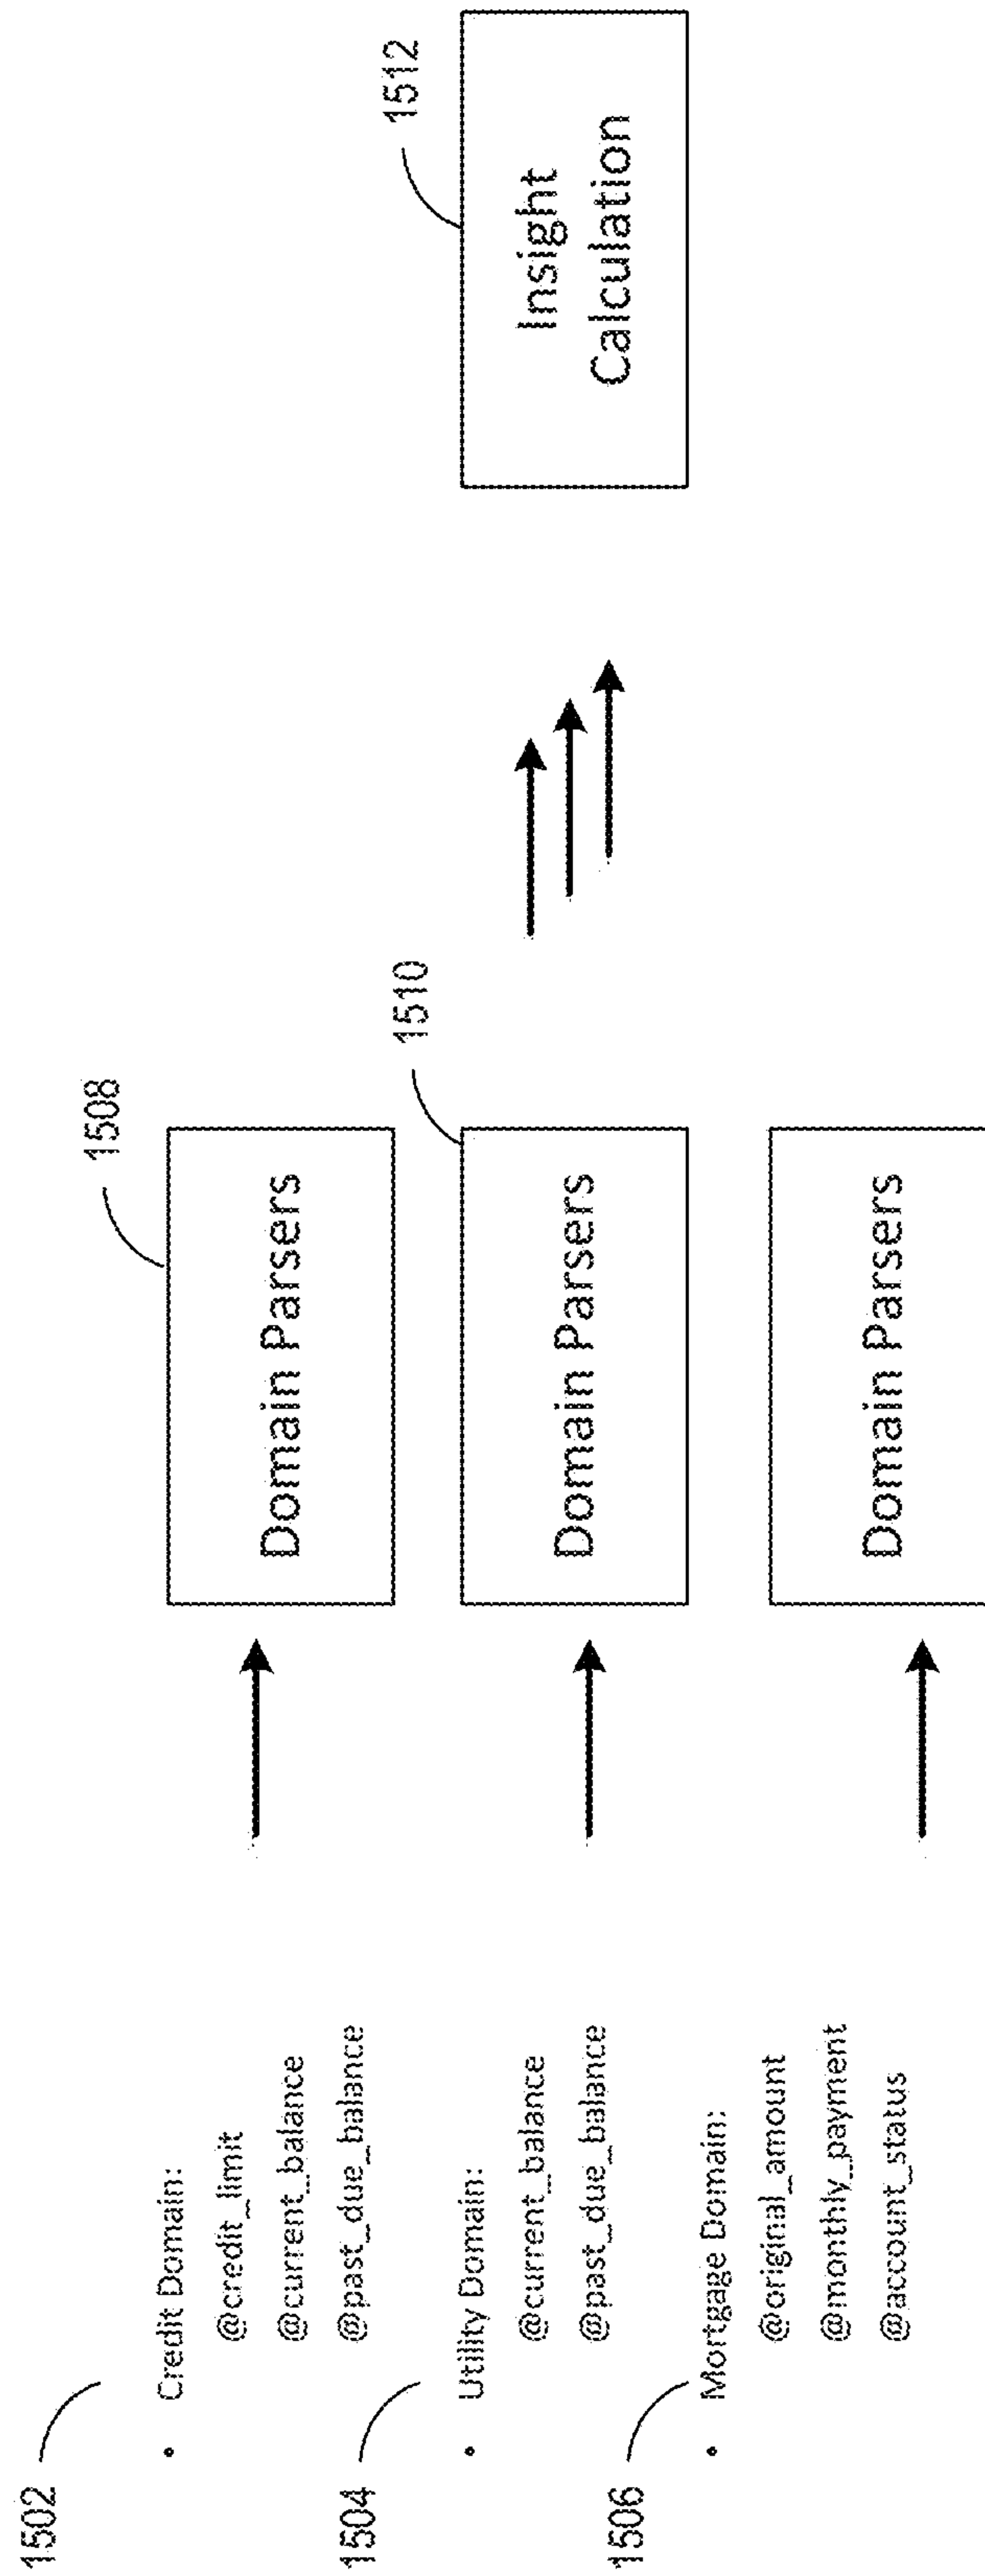 1502
• Credit Domain:
@credit_limit
@current_balance
@past_due_balance
1504
• Utility Domain:
@current_balance
@past_due_balance
1506
• Mortgage Domain:
@original_amount
@monthly_payment
@account_status
1508
Domain Parsers
1510
Domain Parsers
Domain Parsers
1512
Insight
Calculation